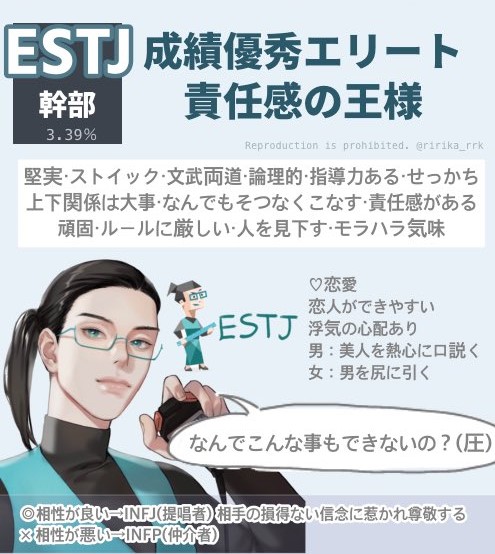 ESTJ 成績優秀エリート
幹部 責任感の王様
3.39%
Reproduction is prohibited. @ririka_rrk
堅実·ストイック·文武両道·論理的·指導力ある·せっかち
上下関係は大事·なんでもそつなくこなす·責任感がある
頑固·ルールに厳しい·人を見下す·モラハラ気味
♡恋愛
恋人ができやすい
浮気の心配あり
男：美人を熱心に口説く
女：男を尻に引く
ESTJ
なんでこんな事もできないの？(圧)
◎相性が良い→INFJ(提唱者) 相手の損得ない信念に惹かれ尊敬する
×相性が悪い→INFP(仲介者)